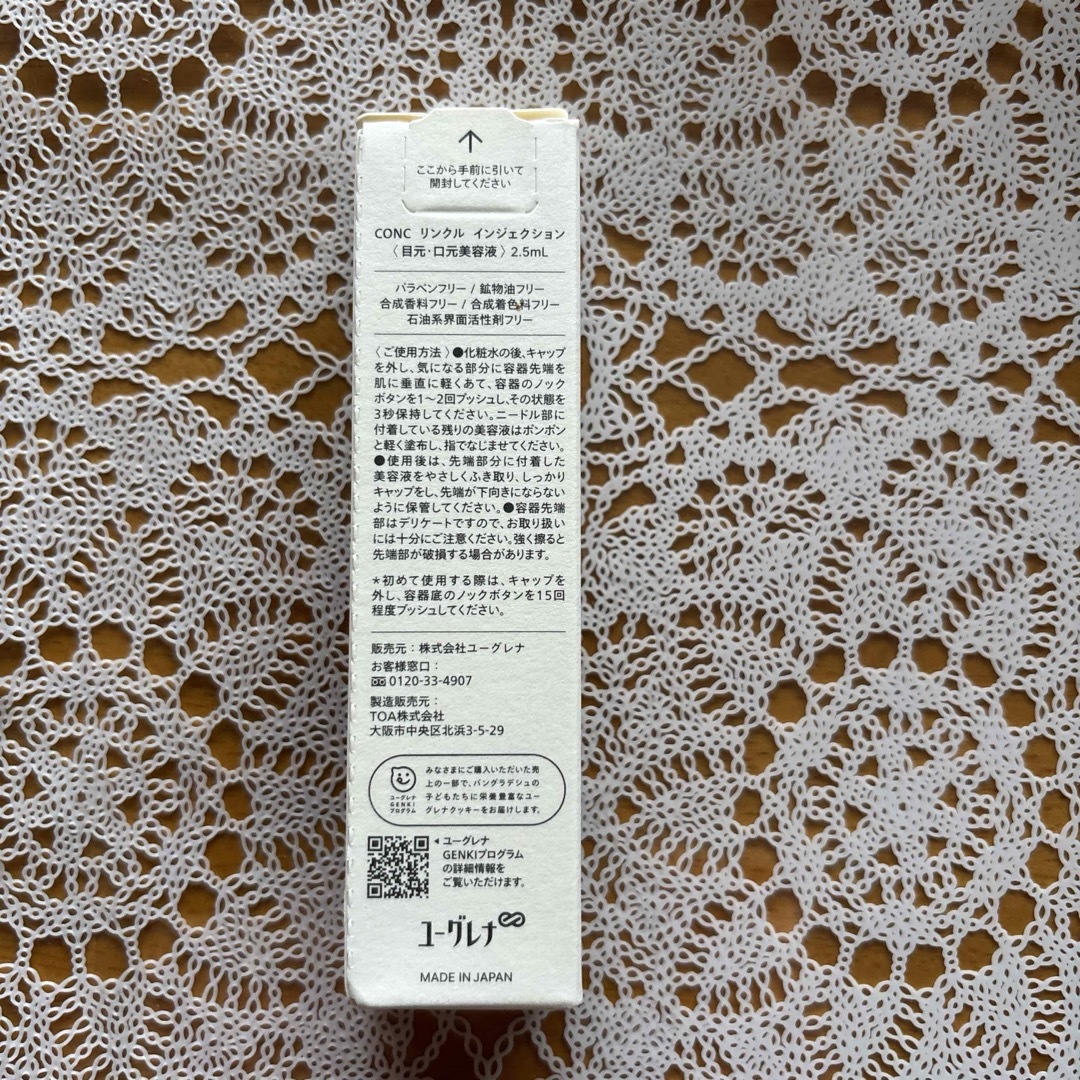 ↑
ここから手前に引いて
開封してください
CONC リンクル インジェクション
〈 目元・口元美容液 〉 2.5mL
パラベンフリー / 鉱物油フリー
合成香料フリー / 合成着色料フリー
石油系界面活性剤フリー
〈 ご使用方法 〉●化粧水の後、キャップ
を外し、気になる部分に容器先端を
肌に垂直に軽くあて、容器のノック
ボタンを1〜2回プッシュし、その状態を
3秒保持してください。ニードル部に
付着している残りの美容液はポンポン
と軽く塗布し、指でなじませてください。
●使用後は、先端部分に付着した
美容液をやさしくふき取り、しっかり
キャップをし、先端が下向きにならない
ように保管してください。●容器先端
部はデリケートですので、お取り扱い
には十分にご注意ください。強く擦ると
先端部が破損する場合があります。
＊初めて使用する際は、キャップを
外し、容器底のノックボタンを15回
程度プッシュしてください。
販売元：株式会社ユーグレナ
お客様窓口：
0120-33-4907
製造販売元：
TOA株式会社
大阪市中央区北浜3-5-29
ユーグレナ
GENKI
プログラム
みなさまにご購入いただいた売
上の一部で、バングラデシュの
子どもたちに栄養豊富なユー
グレナクッキーをお届けします。
ユーグレナ
GENKIプログラム
の詳細情報を
ご覧いただけます。
ユーグレナ
MADE IN JAPAN